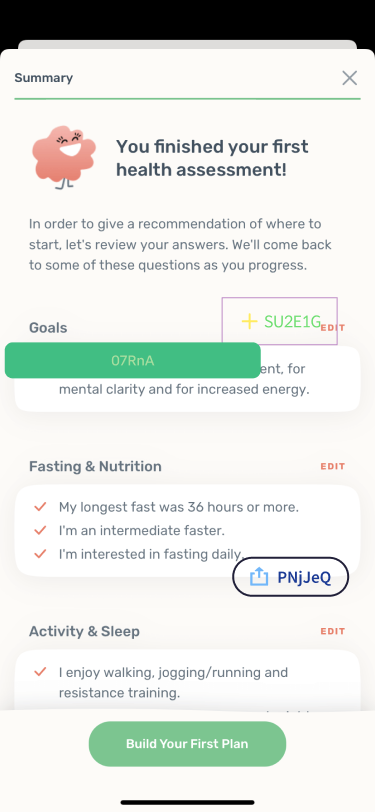 Summary
You finished your first
health assessment!
In order to give a recommendation of where to
start, let's review your answers. We'll come back
to some of these questions as you progress.
Goals
SU2E1G
EDIT
07RnA
ent, for
mental clarity and for increased energy.
Fasting & Nutrition
EDIT
My longest fast was 36 hours or more.
I'm an intermediate faster.
I'm interested in fasting daily.
PNjJeQ
Activity & Sleep
EDIT
I enjoy walking, jogging/running and
resistance training.
Build Your First Plan